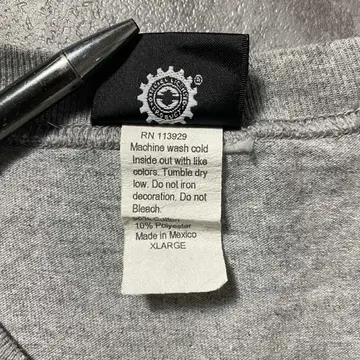 ®
RN 113929
Machine wash cold
Inside out with like
colors. Tumble dry
low. Do not iron
decoration. Do not
Bleach.
10% Polyester
Made in Mexico
XLARGE